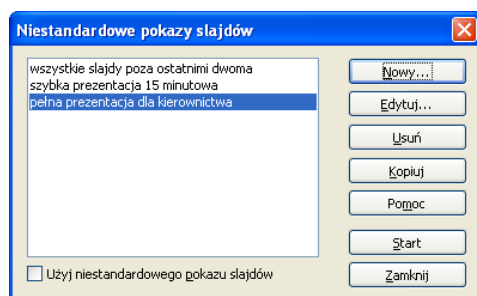 Niestandardowe pokazy slajdów
wszystkie slajdy poza ostatnimi dwoma
szybka prezentacja 15 minutowa
pełna prezentacja dla kierownictwa
Nowy...
Edytuj...
Usuń
Kopiuj
Pomoc
Start
Użyj niestandardowego pokazu slajdów
Zamknij